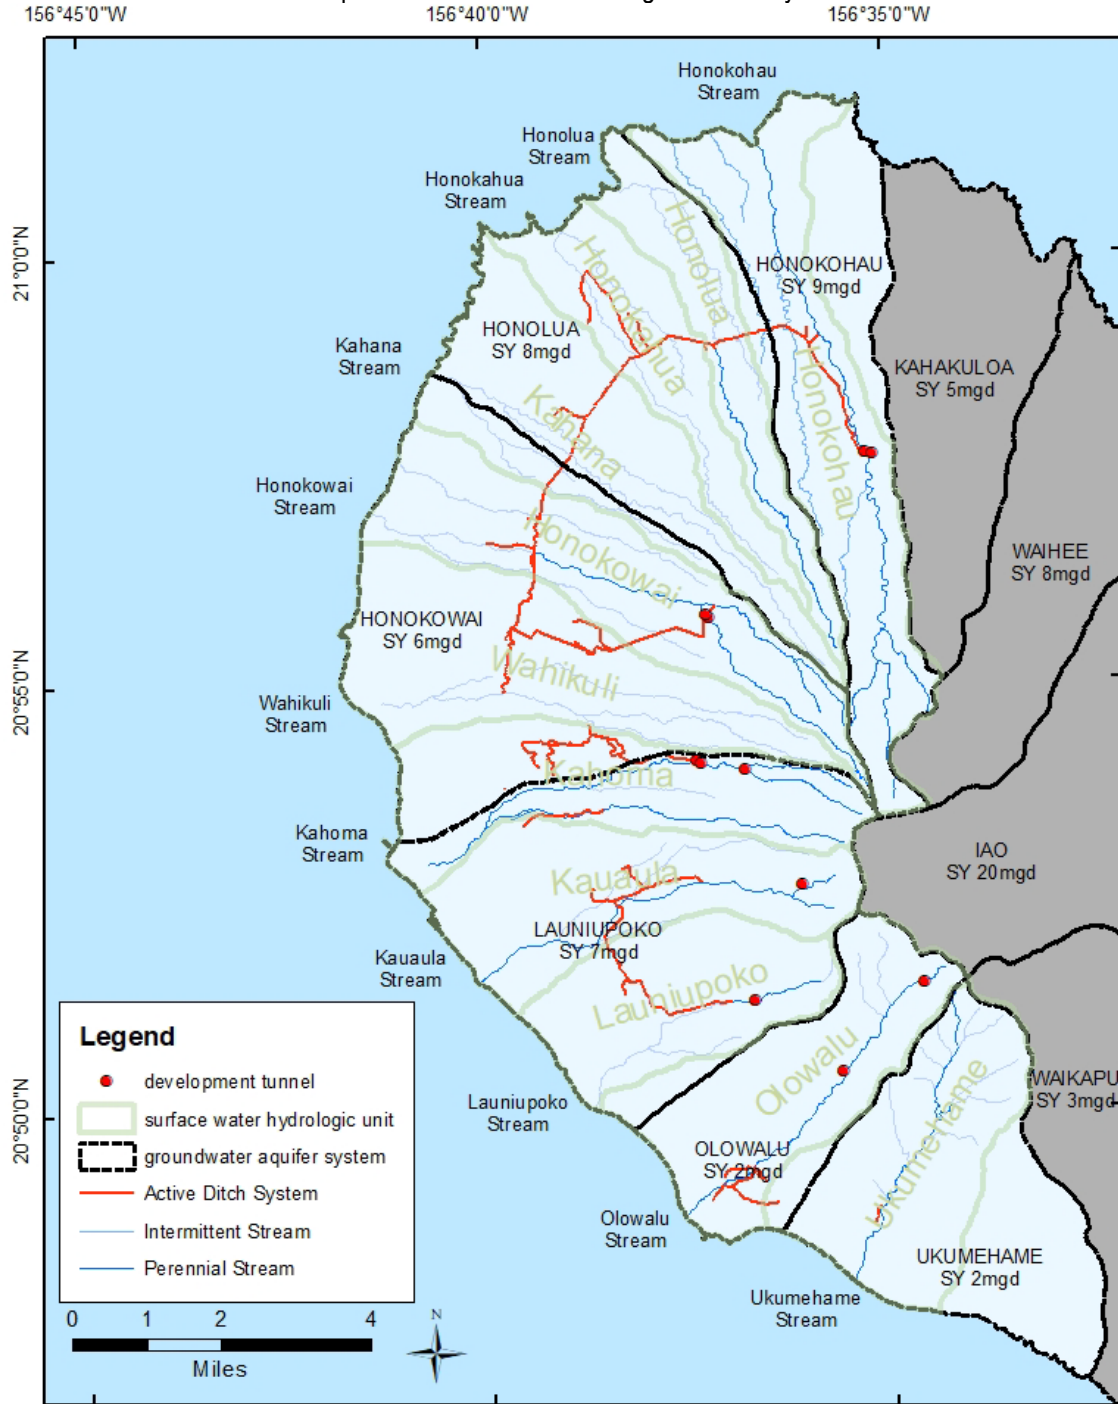 156°45'0"W
156°40'0"W
156°35'0"W
Honokohau
Stream
Honolua
Stream
Honokahua
Stream
21°0'0"N
Honolua
Honokahua
HONOKOHAU
SY 9mgd
HONOLUA
SY 8mgd
Kahana
Stream
KAHAKULOA
SY 5mgd
Honokohau
Kahana
Honokowai
Stream
Honokowai
WAIHEE
SY 8mgd
HONOKOWAI
SY 6mgd
20°55'0"N
Wahikuli
Wahikuli
Stream
Kahoma
Kahoma
Stream
IAO
SY 20mgd
Kauaula
LAUNIUPOKO
SY 7mgd
Kauaula
Stream
Launiupoko
Olowalu
Ukumehame
WAIKAPU
SY 3mgd
20°50'0"N
Launiupoko
Stream
OLOWALU
SY 2mgd
Olowalu
Stream
UKUMEHAME
SY 2mgd
Ukumehame
Stream
Legend
development tunnel
surface water hydrologic unit
groundwater aquifer system
Active Ditch System
Intermittent Stream
Perennial Stream
0 1 2 4
Miles
N